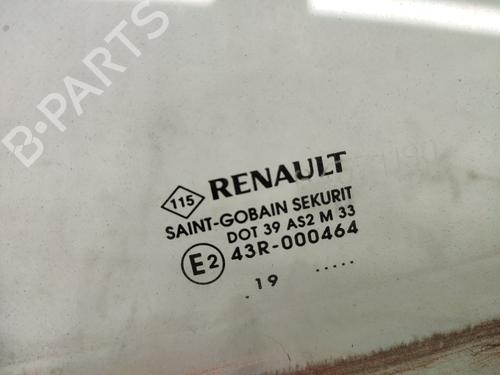 B-PARTS
115 RENAULT
SAINT-GOBAIN SEKURIT
DOT 39 AS2 M 33
E2 43R-000464
. 19 .....